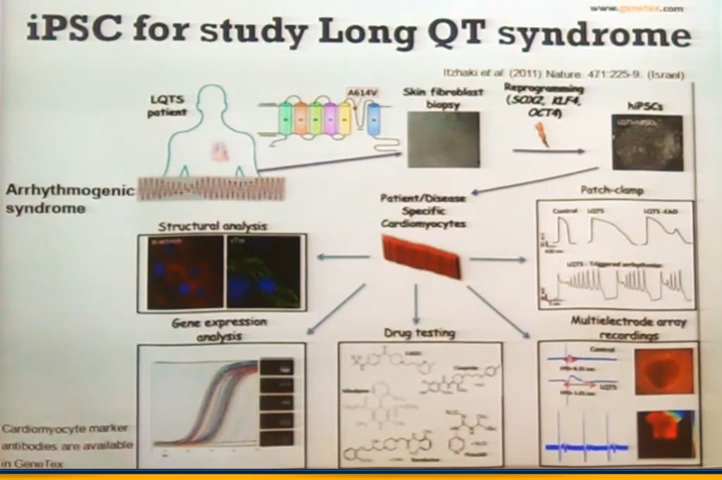 www.genetex.com
iPSC for study Long QT syndrome
Itzhaki et al. (2011) Nature. 471:225-9. (Israel)
LQTS
patient
A614V
Skin fibroblast
biopsy
Reprogramming
(SOX2, KLF4,
OCT4)
hiPSCs
Arrhythmogenic
syndrome
Patient/Disease
Specific
Cardiomyocytes
Patch-clamp
Control LQTS LQTS-EAD
LQTS - Triggered arrhythmias
Structural analysis
Gene expression
analysis
Drug testing
Multielectrode array
recordings
Control
LQTS
Cardiomyocyte marker
antibodies are available
in GeneTex